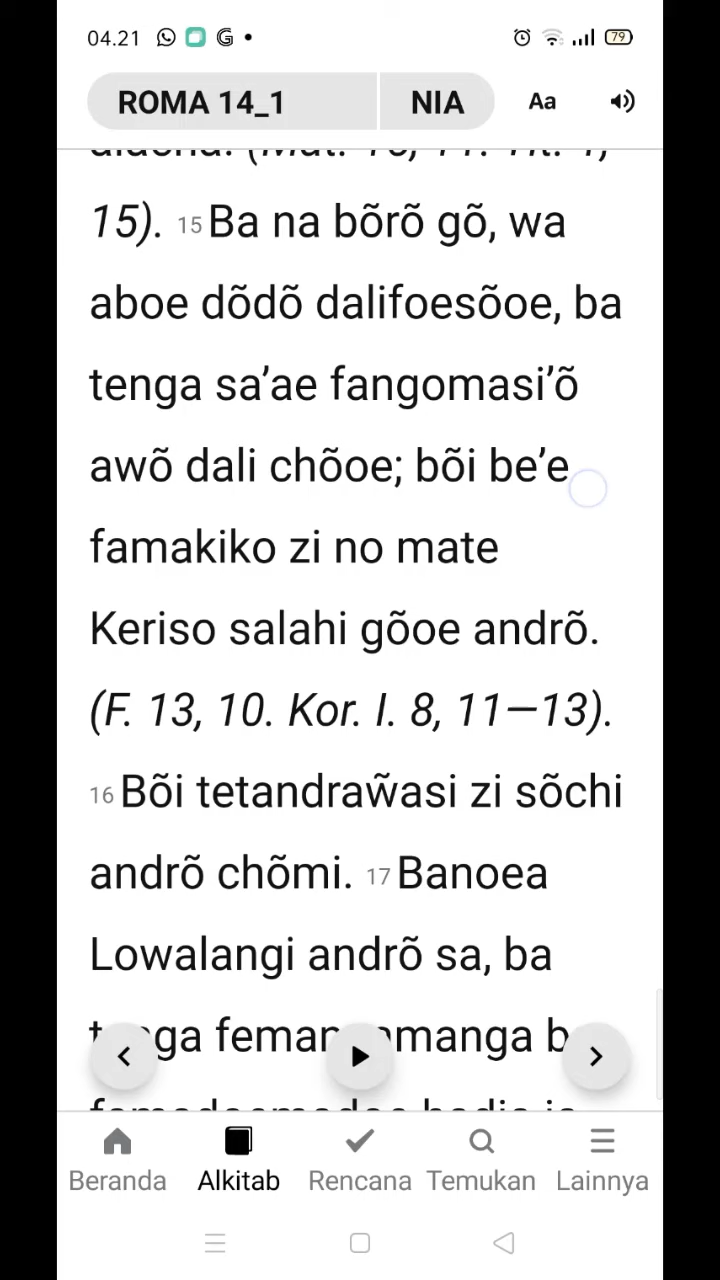 04.21
79
ROMA 14_1 NIA Aa
15). 15 Ba na bõrõ gõ, wa
aboe dõdõ dalifoesõoe, ba
tenga sa’ae fangomasi’õ
awõ dali chõoe; bõi be’e
famakiko zi no mate
Keriso salahi gõoe andrõ.
(F. 13, 10. Kor. I. 8, 11—13).
16 Bõi tetandraw̃asi zi sõchi
andrõ chõmi. 17 Banoea
Lowalangi andrõ sa, ba
Beranda Alkitab Rencana Temukan Lainnya